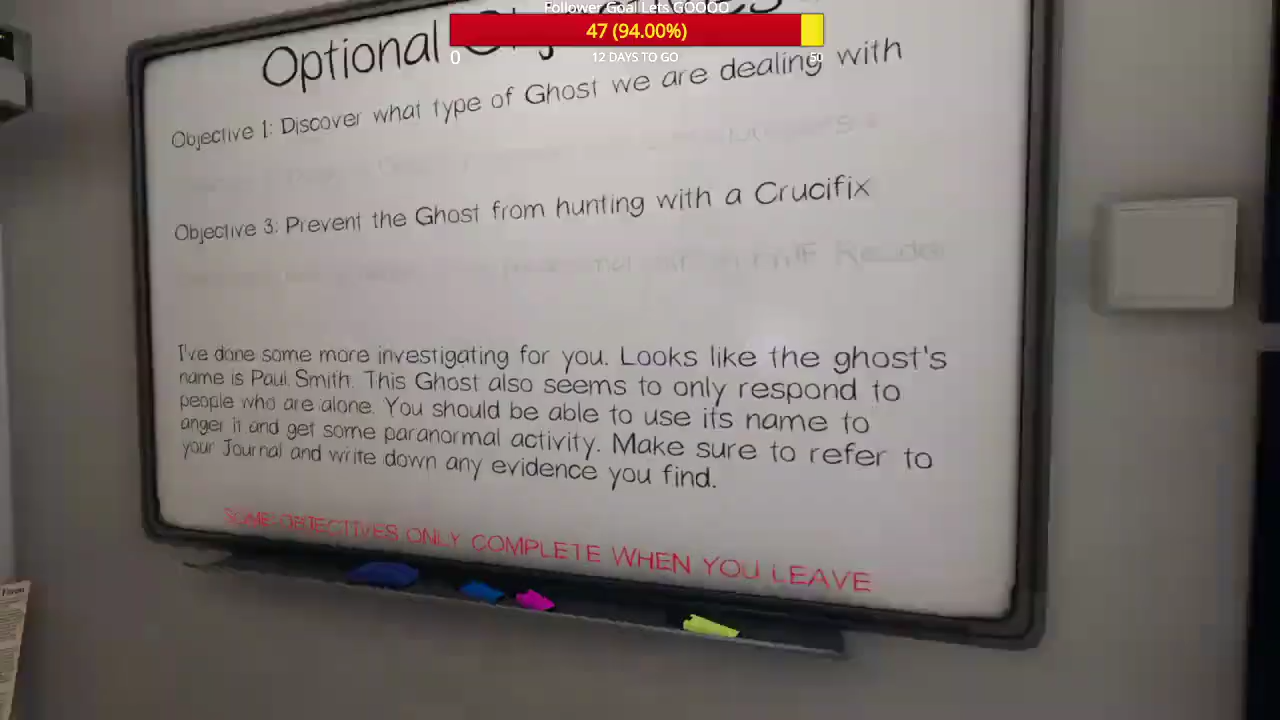 Follower Goal Lets GOOOO
47 (94.00%)
0 12 DAYS TO GO 50
Optional
Objective 1: Discover what type of Ghost we are dealing with
Objective 3: Prevent the Ghost from hunting with a Crucifix
EMF Reader
I've done some more investigating for you. Looks like the ghost's
name is Paul Smith. This Ghost also seems to only respond to
people who are alone. You should be able to use its name to
anger it and get some paranormal activity. Make sure to refer to
your Journal and write down any evidence you find.
SOME OBJECTIVES ONLY COMPLETE WHEN YOU LEAVE